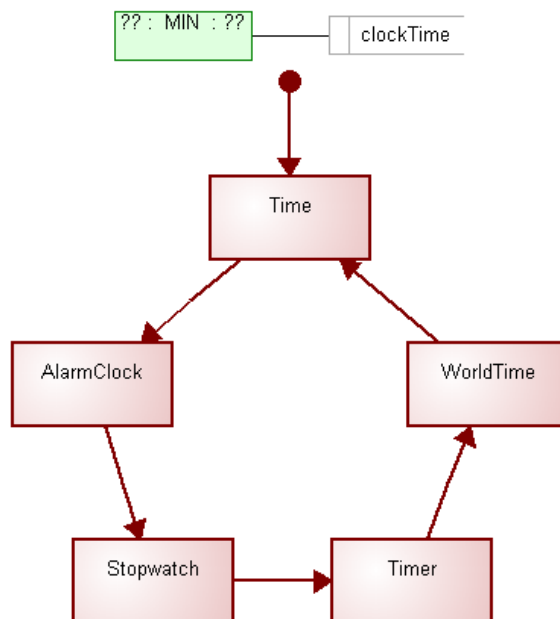 ?? : MIN : ??
clockTime
Time
AlarmClock
WorldTime
Stopwatch
Timer